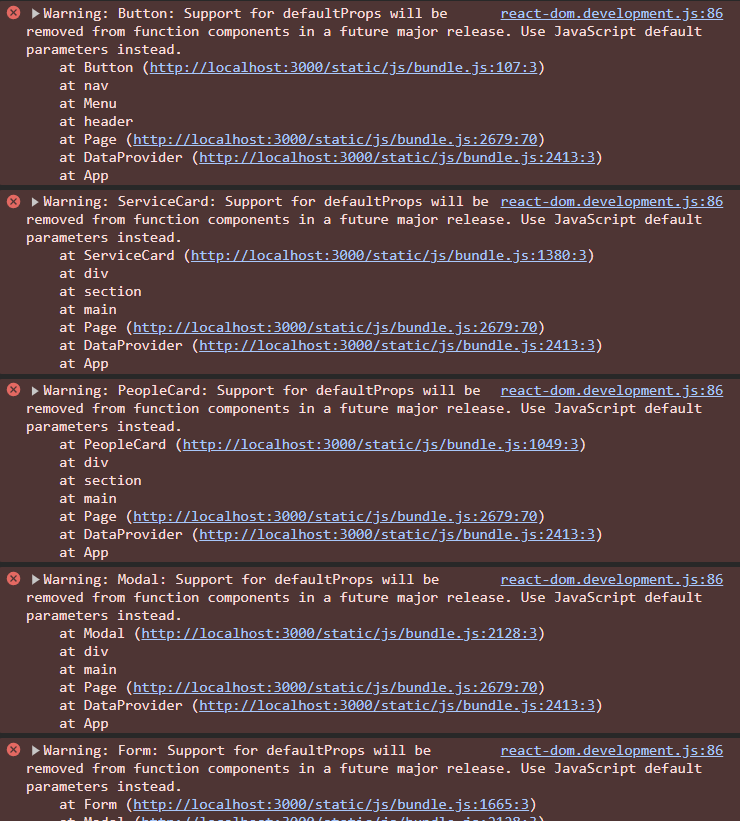 Warning: Button: Support for defaultProps will be react-dom.development.js:86
removed from function components in a future major release. Use JavaScript default
parameters instead.
at Button (http://localhost:3000/static/js/bundle.js:107:3)
at nav
at Menu
at header
at Page (http://localhost:3000/static/js/bundle.js:2679:70)
at DataProvider (http://localhost:3000/static/js/bundle.js:2413:3)
at App
Warning: ServiceCard: Support for defaultProps will be react-dom.development.js:86
removed from function components in a future major release. Use JavaScript default
parameters instead.
at ServiceCard (http://localhost:3000/static/js/bundle.js:1380:3)
at div
at section
at main
at Page (http://localhost:3000/static/js/bundle.js:2679:70)
at DataProvider (http://localhost:3000/static/js/bundle.js:2413:3)
at App
Warning: PeopleCard: Support for defaultProps will be react-dom.development.js:86
removed from function components in a future major release. Use JavaScript default
parameters instead.
at PeopleCard (http://localhost:3000/static/js/bundle.js:1049:3)
at div
at section
at main
at Page (http://localhost:3000/static/js/bundle.js:2679:70)
at DataProvider (http://localhost:3000/static/js/bundle.js:2413:3)
at App
Warning: Modal: Support for defaultProps will be react-dom.development.js:86
removed from function components in a future major release. Use JavaScript default
parameters instead.
at Modal (http://localhost:3000/static/js/bundle.js:2128:3)
at div
at main
at Page (http://localhost:3000/static/js/bundle.js:2679:70)
at DataProvider (http://localhost:3000/static/js/bundle.js:2413:3)
at App
Warning: Form: Support for defaultProps will be react-dom.development.js:86
removed from function components in a future major release. Use JavaScript default
parameters instead.
at Form (http://localhost:3000/static/js/bundle.js:1665:3)
at Modal (http://localhost:3000/static/js/bundle.js:2128:3)